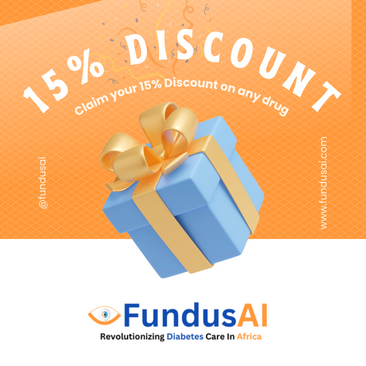 15% DISCOUNT
Claim your 15% Discount on any drug
@fundusai
www.fundusai.com
FundusAI
Revolutionizing Diabetes Care In Africa